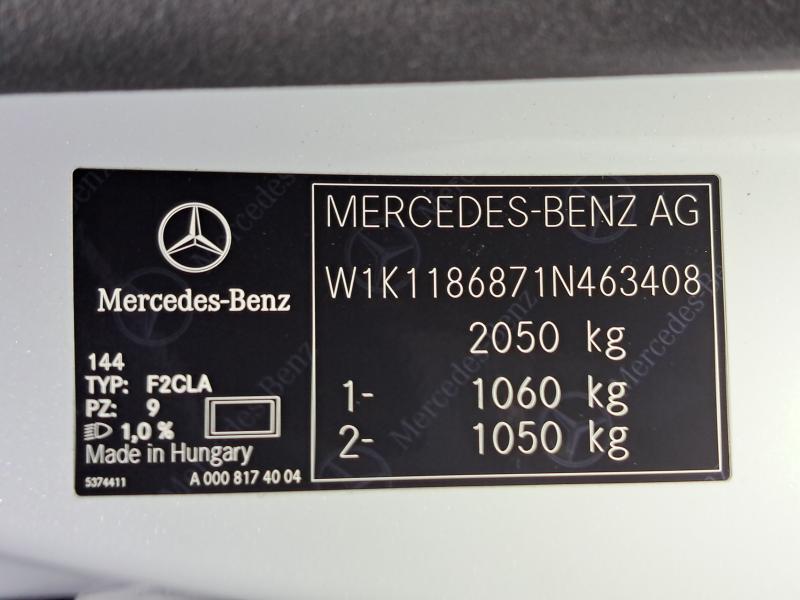 Mercedes-Benz
144
TYP: F2CLA
PZ: 9
1,0 %
Made in Hungary
5374411 A 000 817 40 04
MERCEDES-BENZ AG
W1K1186871N463408
2050 kg
1- 1060 kg
2- 1050 kg